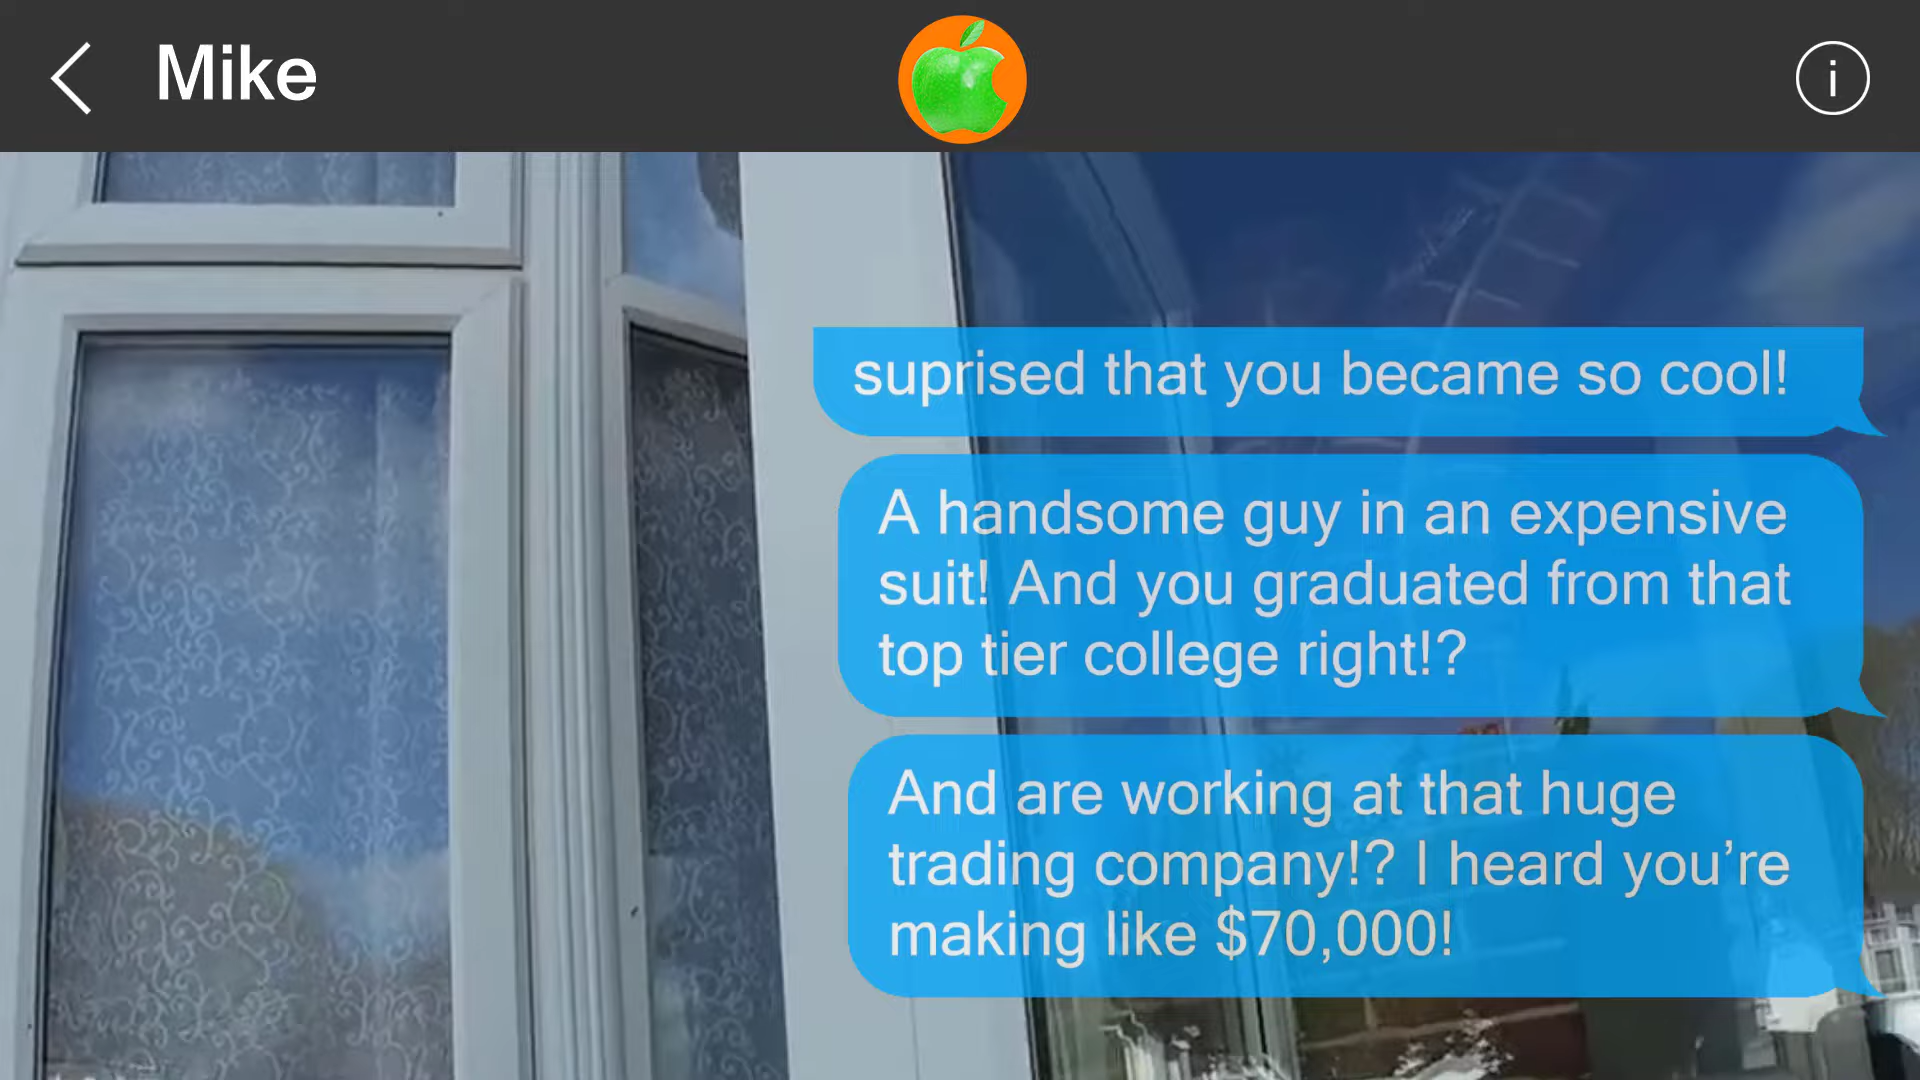 Mike
i
suprised that you became so cool!
A handsome guy in an expensive
suit! And you graduated from that
top tier college right!?
And are working at that huge
trading company!? I heard you’re
making like $70,000!